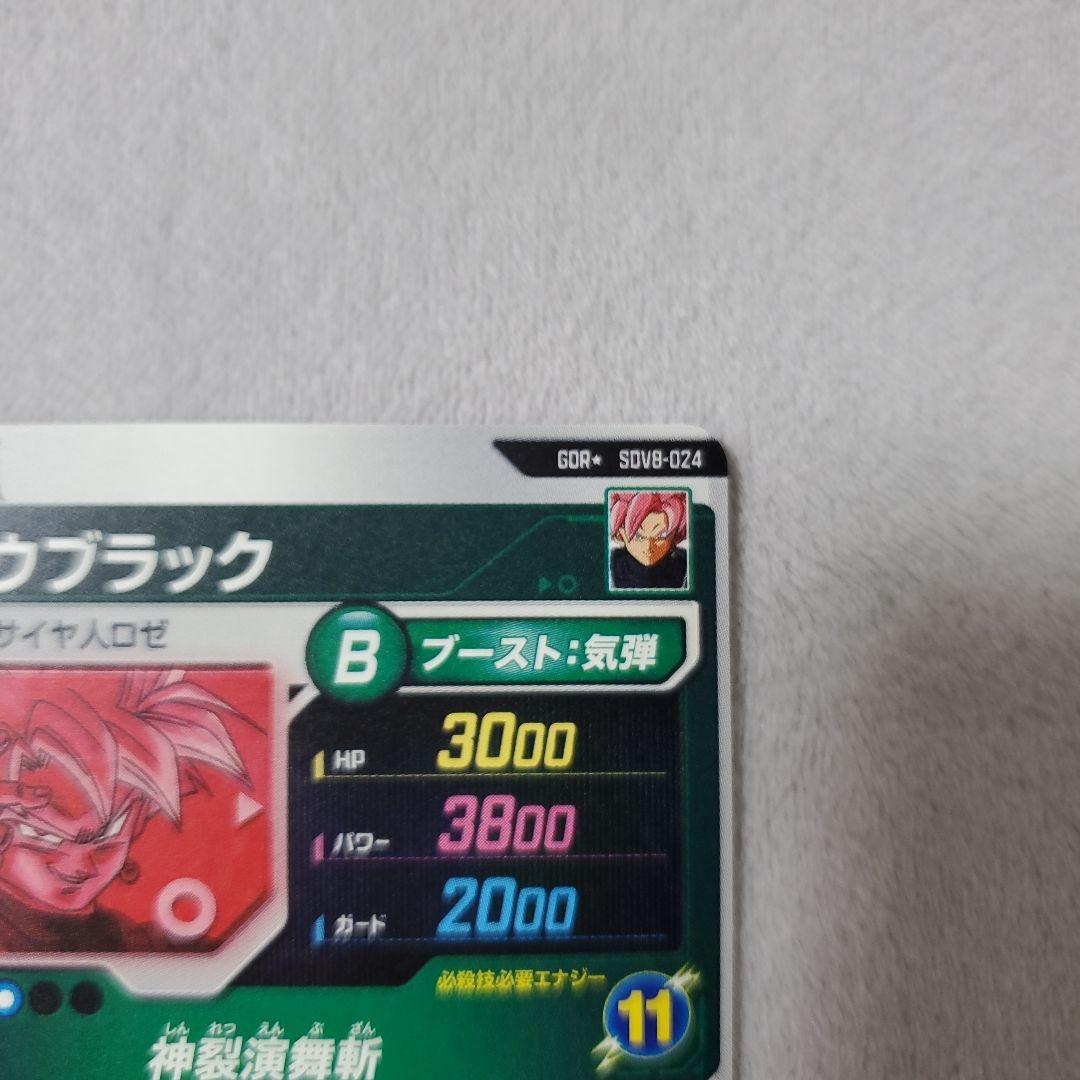 GDR★ SDV8-024
ウブラック
サイヤ人ロゼ
B ブースト:気弾
HP 3000
パワー 3800
ガード 2000
必殺技必要エナジー
11
しん れつ えん ぶ ざん
神裂演舞斬